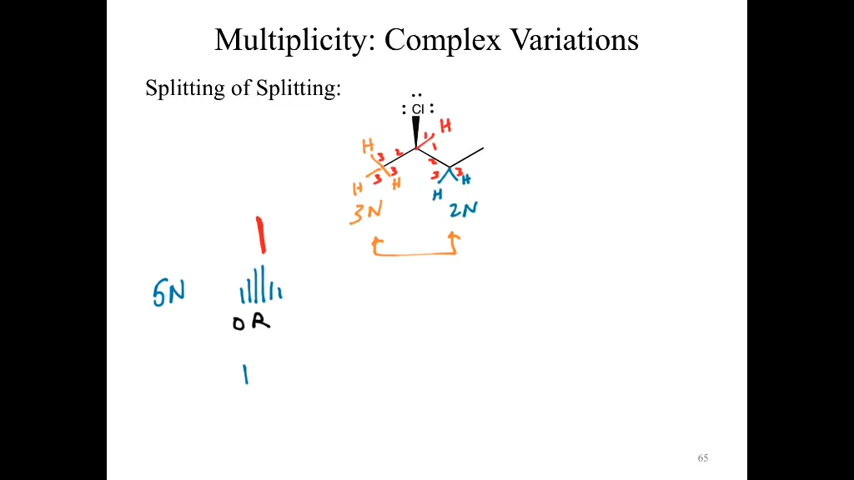 Multiplicity: Complex Variations
Splitting of Splitting:
:Cl:
H
1
1
H
3
2
2
3
3
3
3
H
H
H
H
3N
2N
5N
OR
65